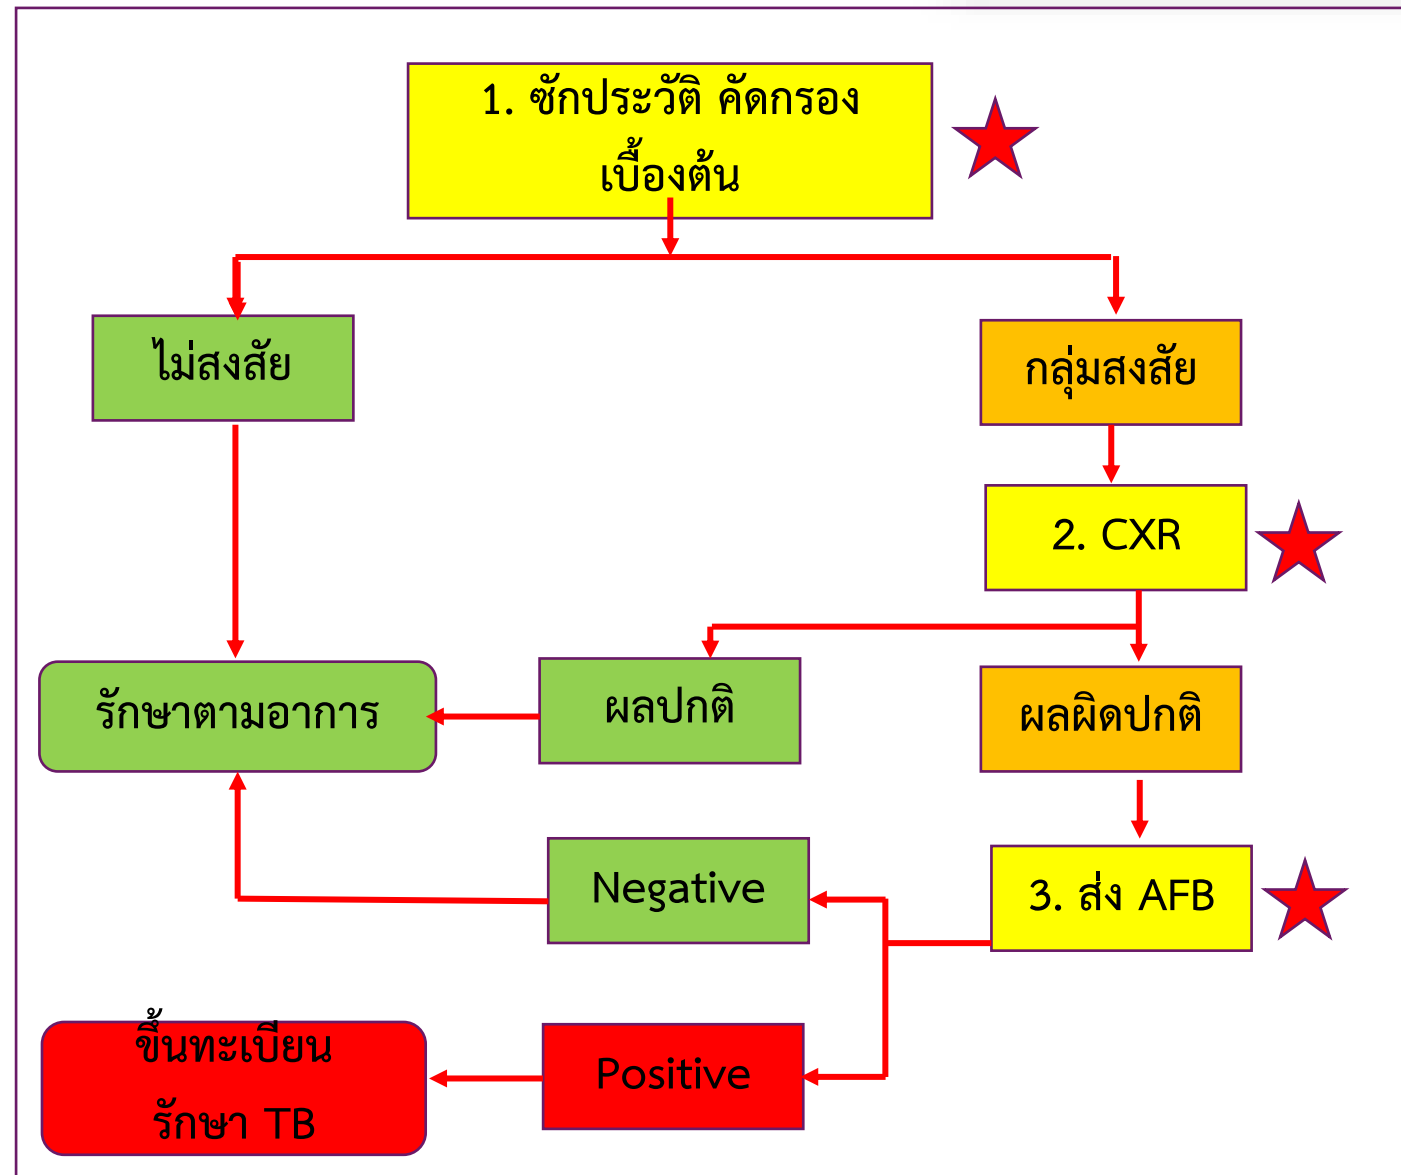 1. ซักประวัติ คัดกรอง
เบื้องต้น
ไม่สงสัย
กลุ่มสงสัย
2. CXR
รักษาตามอาการ
ผลปกติ
ผลผิดปกติ
Negative
3. ส่ง AFB
ขึ้นทะเบียน
รักษา TB
Positive